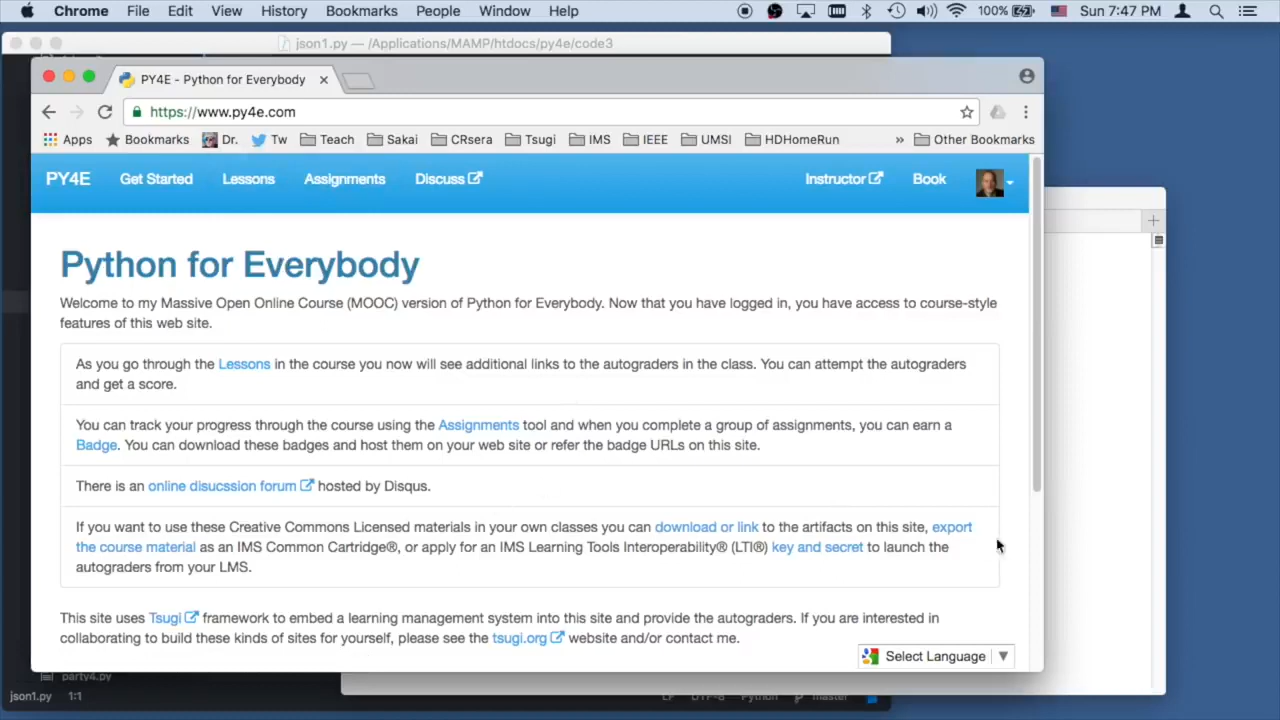 Chrome File Edit View History Bookmarks People Window Help 100% Sun 7:47 PM
json1.py — /Applications/MAMP/htdocs/py4e/code3
PY4E - Python for Everybody
https://www.py4e.com
Apps Bookmarks Dr. Tw Teach Sakai CRsera Tsugi IMS IEEE UMSI HDHomeRun » Other Bookmarks
PY4E Get Started Lessons Assignments Discuss Instructor Book
Python for Everybody
Welcome to my Massive Open Online Course (MOOC) version of Python for Everybody. Now that you have logged in, you have access to course-style
features of this web site.
As you go through the Lessons in the course you now will see additional links to the autograders in the class. You can attempt the autograders
and get a score.
You can track your progress through the course using the Assignments tool and when you complete a group of assignments, you can earn a
Badge. You can download these badges and host them on your web site or refer the badge URLs on this site.
There is an online disucssion forum hosted by Disqus.
If you want to use these Creative Commons Licensed materials in your own classes you can download or link to the artifacts on this site, export
the course material as an IMS Common Cartridge®, or apply for an IMS Learning Tools Interoperability® (LTI®) key and secret to launch the
autograders from your LMS.
This site uses Tsugi framework to embed a learning management system into this site and provide the autograders. If you are interested in
collaborating to build these kinds of sites for yourself, please see the tsugi.org website and/or contact me.
Select Language
party4.py
json1.py 1:1 LF UTF-8 Python master